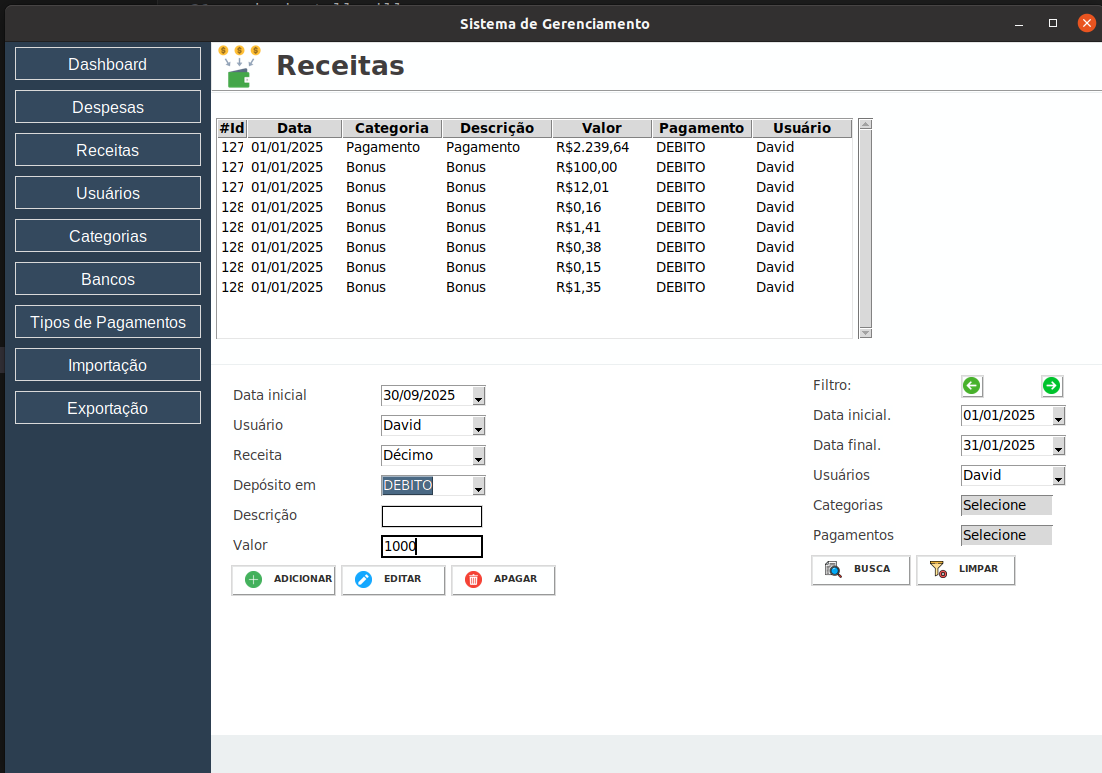 Sistema de Gerenciamento
Dashboard
Despesas
Receitas
Usuários
Categorias
Bancos
Tipos de Pagamentos
Importação
Exportação
Receitas
#Id Data Categoria Descrição Valor Pagamento Usuário
127 01/01/2025 Pagamento Pagamento R$2.239,64 DEBITO David
127 01/01/2025 Bonus Bonus R$100,00 DEBITO David
127 01/01/2025 Bonus Bonus R$12,01 DEBITO David
128 01/01/2025 Bonus Bonus R$0,16 DEBITO David
128 01/01/2025 Bonus Bonus R$1,41 DEBITO David
128 01/01/2025 Bonus Bonus R$0,38 DEBITO David
128 01/01/2025 Bonus Bonus R$0,15 DEBITO David
128 01/01/2025 Bonus Bonus R$1,35 DEBITO David
Data inicial 30/09/2025
Usuário David
Receita Décimo
Depósito em DEBITO
Descrição
Valor 1000
ADICIONAR EDITAR APAGAR
Filtro:
Data inicial. 01/01/2025
Data final. 31/01/2025
Usuários David
Categorias Selecione
Pagamentos Selecione
BUSCA LIMPAR